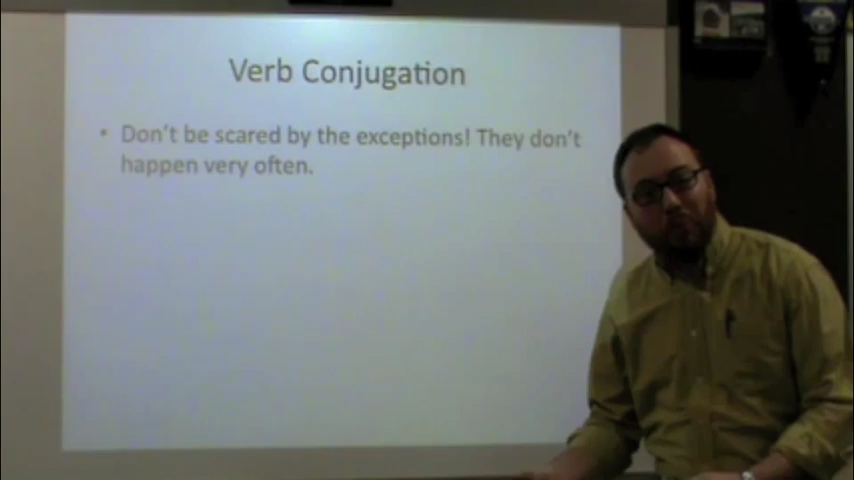 Verb Conjugation
• Don't be scared by the exceptions! They don't
happen very often.